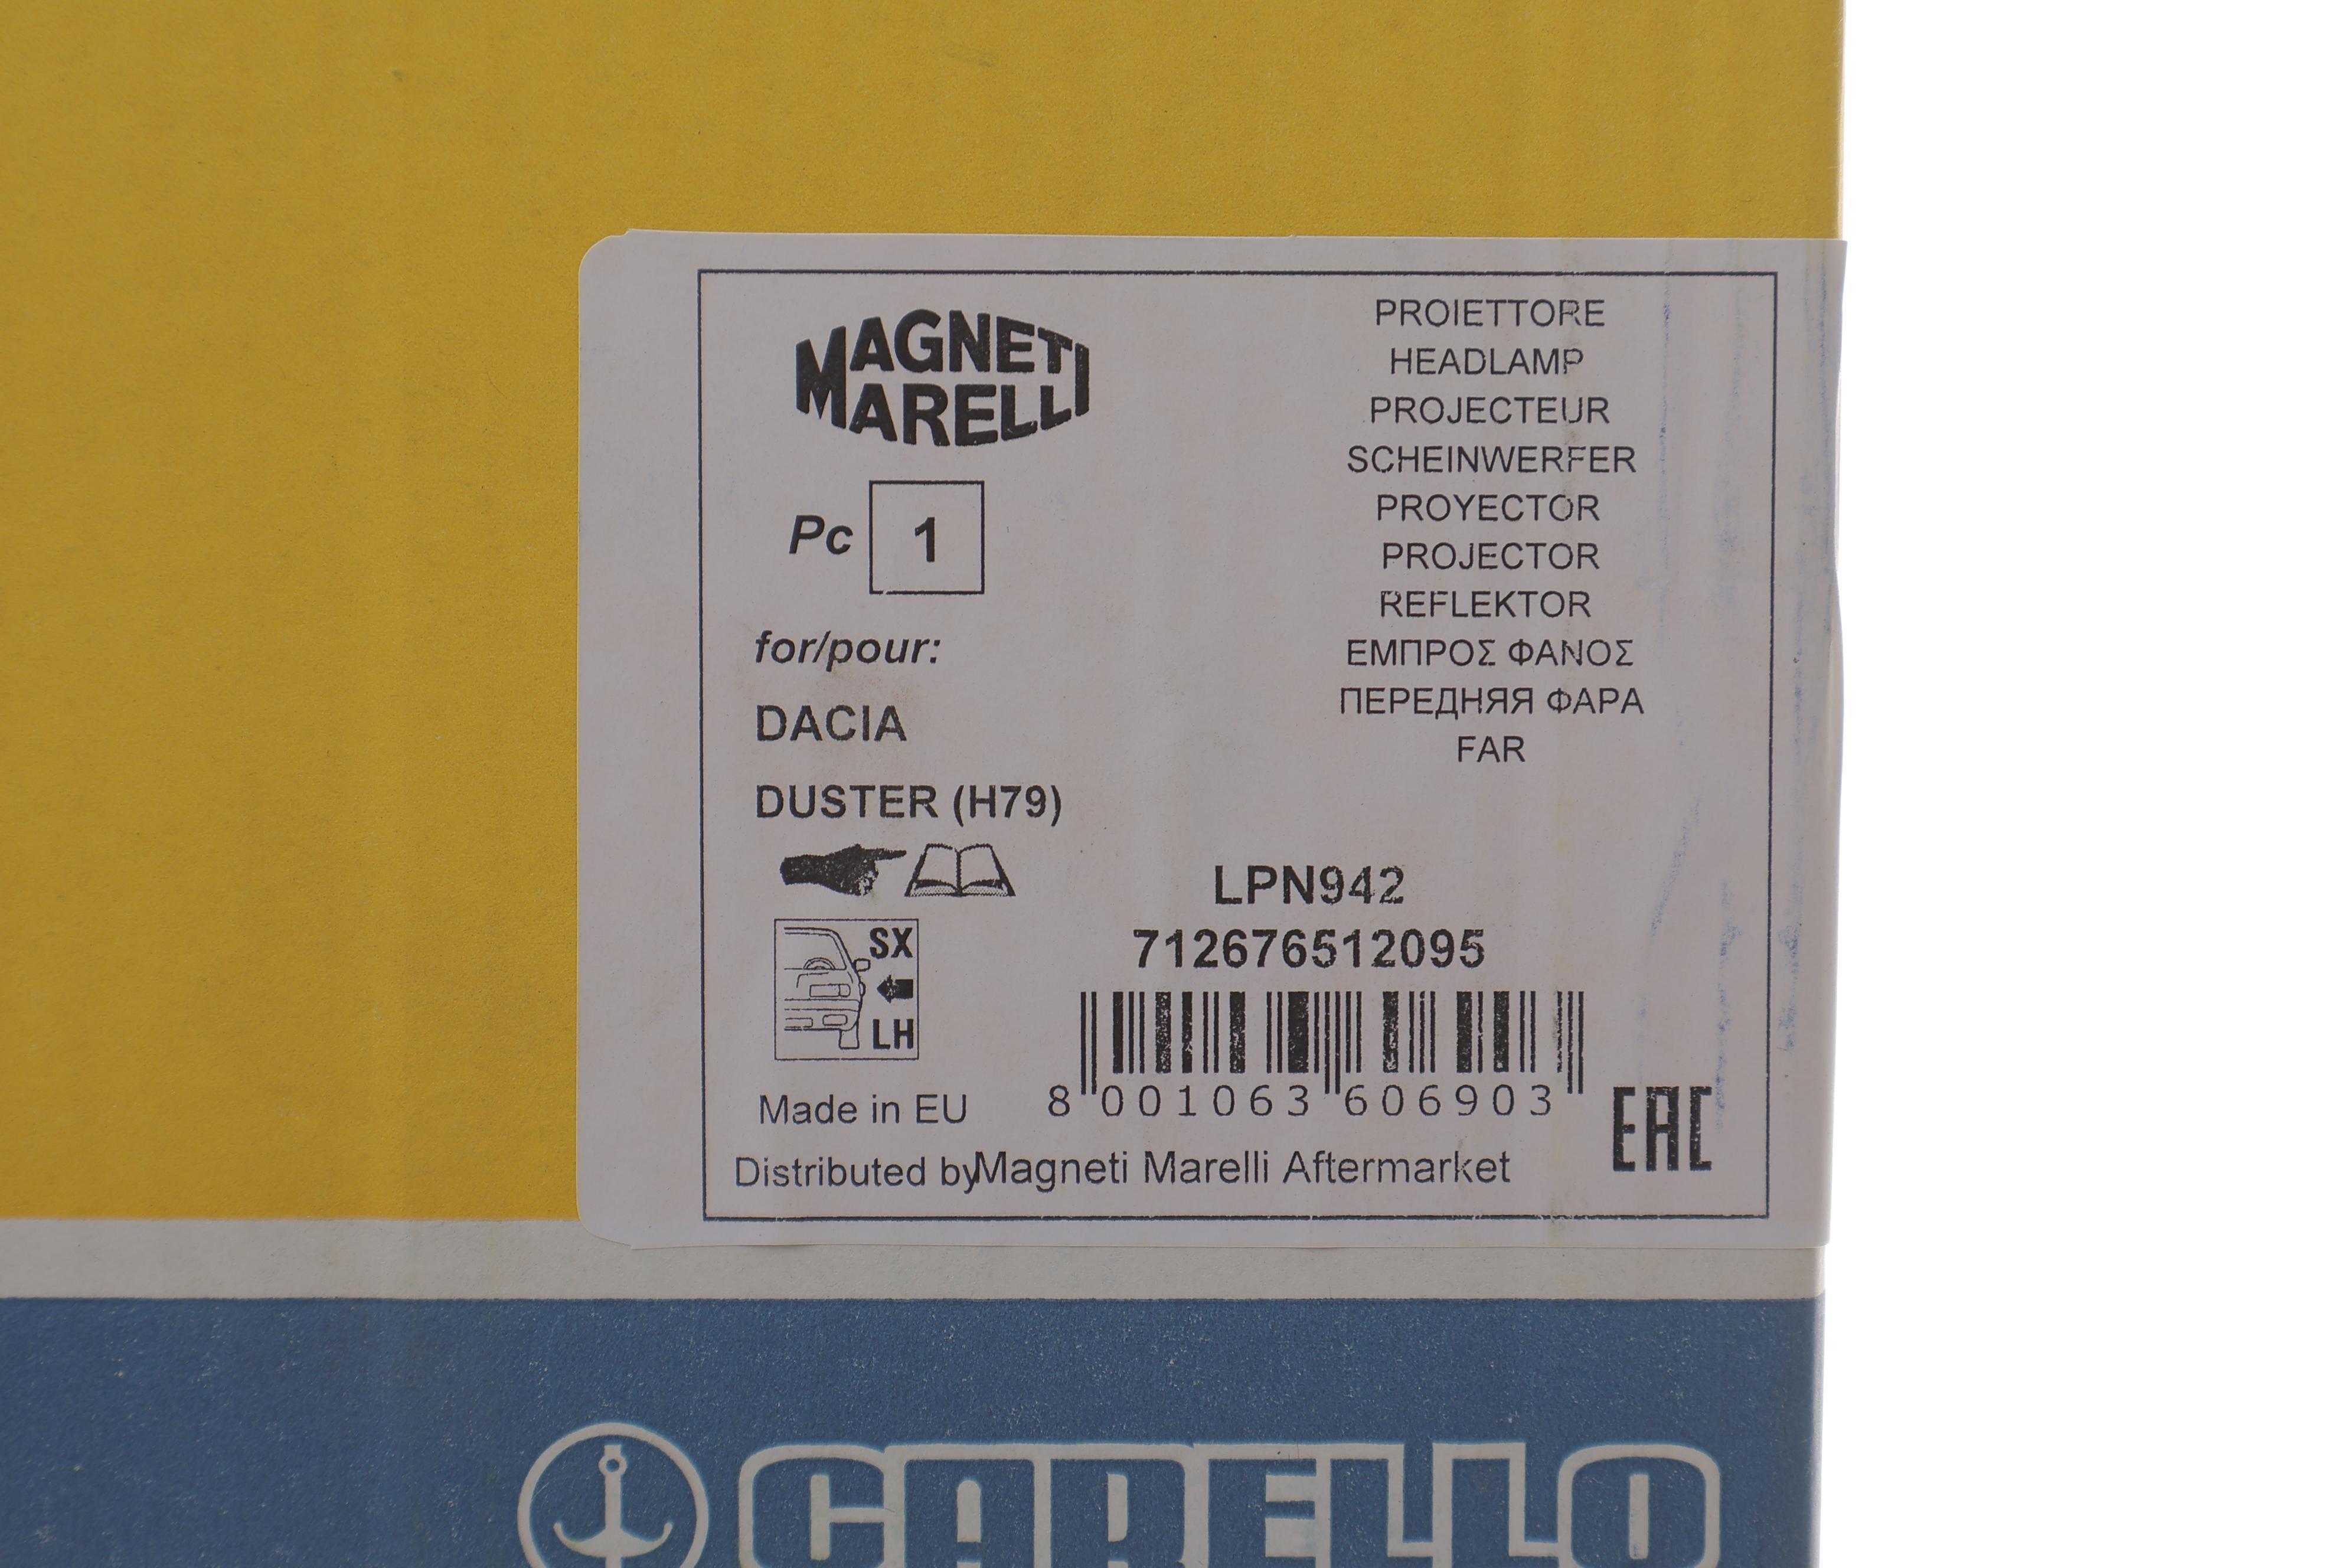 MAGNETI
MARELLI
Pc 1
for/pour:
DACIA
DUSTER (H79)
PROIETTORE
HEADLAMP
PROJECTEUR
SCHEINWERFER
PROYECTOR
PROJECTOR
REFLEKTOR
ΕΜΠΡΟΣ ΦΑΝΟΣ
ПЕРЕДНЯЯ ФАРА
FAR
SX
LH
LPN942
712676512095
8 001063 606903
Made in EU
EAC
Distributed by Magneti Marelli Aftermarket
CARELLO